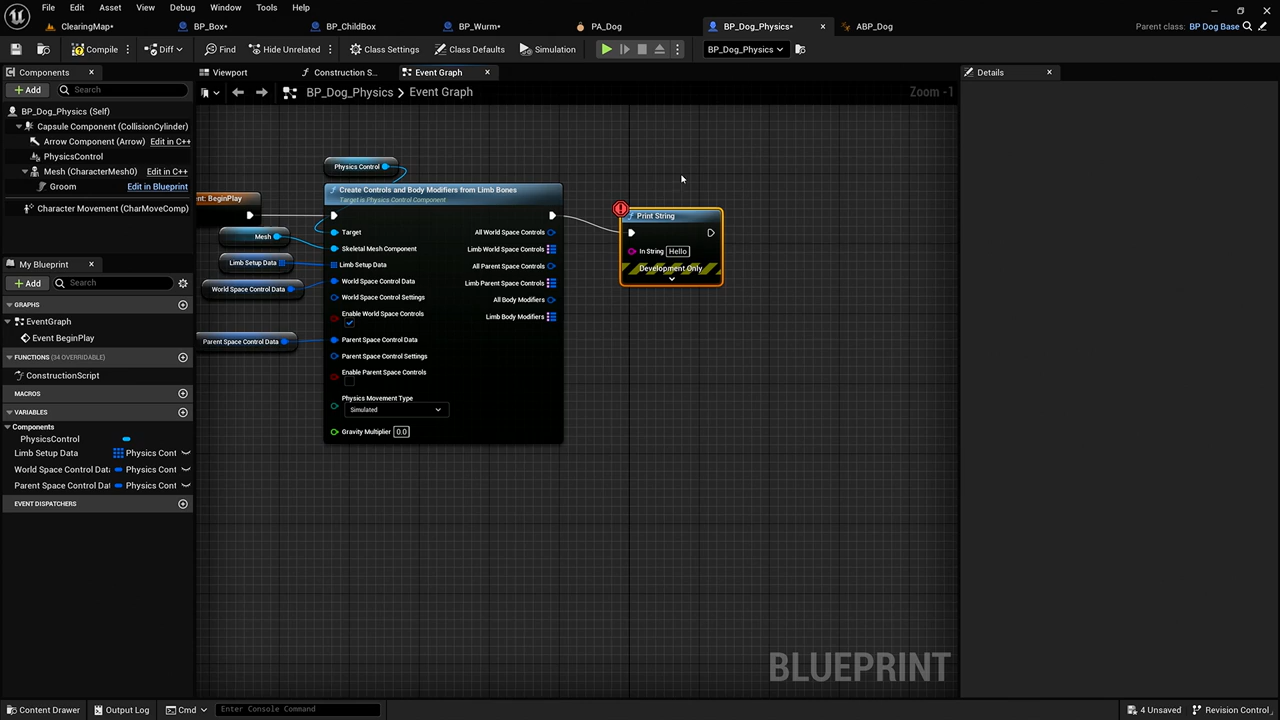 File Edit Asset View Debug Window Tools Help
ClearingMap• BP_Box• BP_ChildBox BP_Wurm• PA_Dog BP_Dog_Physics• ABP_Dog Parent class: BP Dog Base
Compile Diff Find Hide Unrelated Class Settings Class Defaults Simulation BP_Dog_Physics
Components Viewport Construction S... Event Graph Details
+ Add Search BP_Dog_Physics > Event Graph Zoom -1
BP_Dog_Physics (Self)
Capsule Component (CollisionCylinder)
Arrow Component (Arrow) Edit in C++
PhysicsControl
Mesh (CharacterMesh0) Edit in C++
Groom Edit in Blueprint
Character Movement (CharMoveComp)
My Blueprint
+ Add Search
GRAPHS
EventGraph
Event BeginPlay
FUNCTIONS (34 OVERRIDABLE)
ConstructionScript
MACROS
VARIABLES
Components
PhysicsControl
Limb Setup Data Physics Cont
World Space Control Data Physics Cont
Parent Space Control Dat Physics Cont
EVENT DISPATCHERS
Physics Control
nt: BeginPlay
Mesh
Limb Setup Data
World Space Control Data
Parent Space Control Data
Create Controls and Body Modifiers from Limb Bones
Target is Physics Control Component
Target All World Space Controls
Skeletal Mesh Component Limb World Space Controls
Limb Setup Data All Parent Space Controls
World Space Control Data Limb Parent Space Controls
World Space Control Settings All Body Modifiers
Enable World Space Controls Limb Body Modifiers
Parent Space Control Data
Parent Space Control Settings
Enable Parent Space Controls
Physics Movement Type
Simulated
Gravity Multiplier 0.0
Print String
In String Hello
Development Only
BLUEPRINT
Content Drawer Output Log Cmd Enter Console Command 4 Unsaved Revision Control